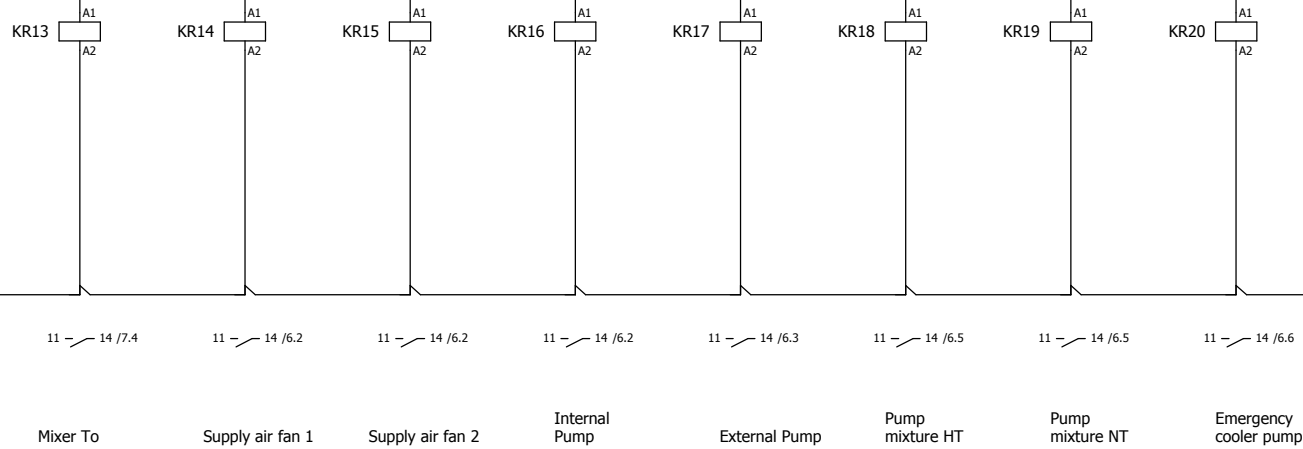 A1 A1 A1 A1 A1 A1 A1 A1
KR13 KR14 KR15 KR16 KR17 KR18 KR19 KR20
A2 A2 A2 A2 A2 A2 A2 A2
11 14 /7.4 11 14 /6.2 11 14 /6.2 11 14 /6.2 11 14 /6.3 11 14 /6.5 11 14 /6.5 11 14 /6.6
Mixer To
Supply air fan 1
Supply air fan 2
Internal
Pump
External Pump
Pump
mixture HT
Pump
mixture NT
Emergency
cooler pump